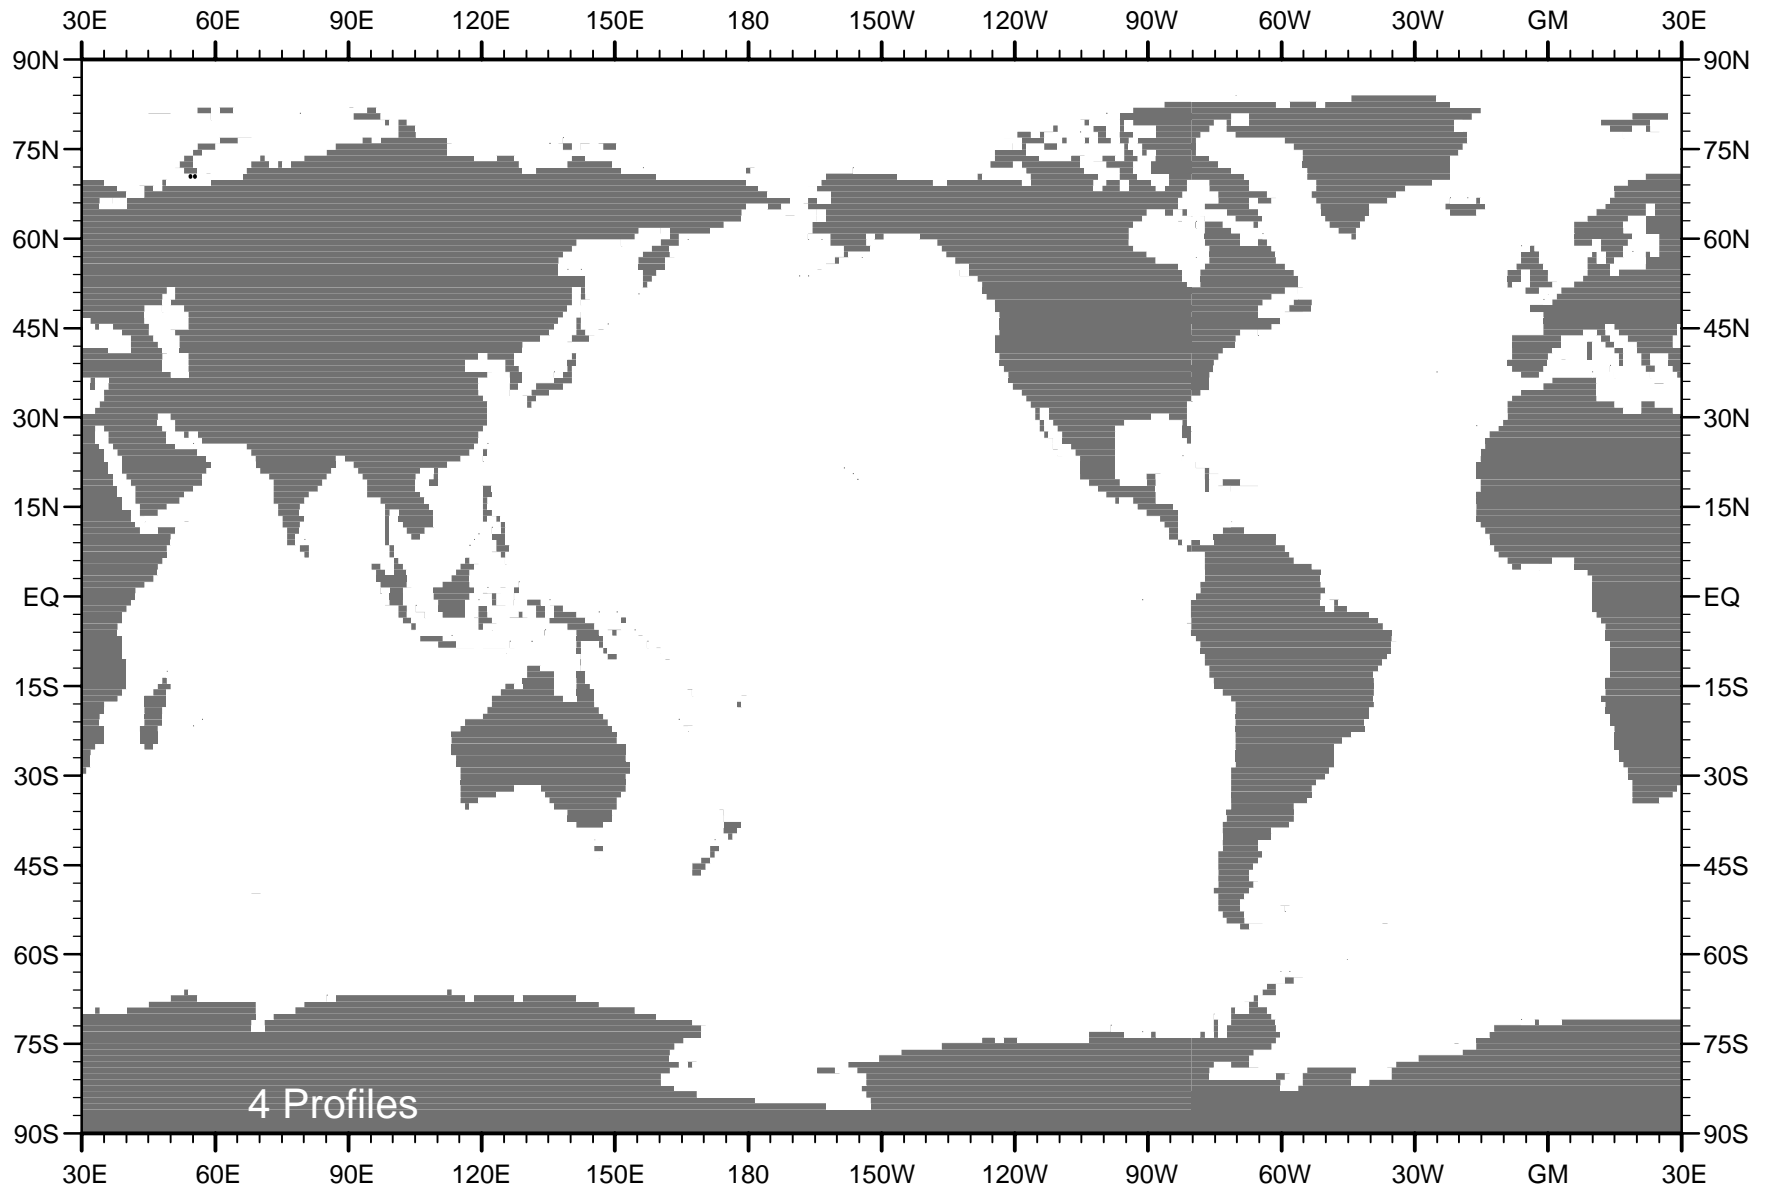 30E 60E 90E 120E 150E 180 150W 120W 90W 60W 30W GM 30E
90N 90N
75N 75N
60N 60N
45N 45N
30N 30N
15N 15N
EQ EQ
15S 15S
30S 30S
45S 45S
60S 60S
75S 75S
4 Profiles
90S 90S
30E 60E 90E 120E 150E 180 150W 120W 90W 60W 30W GM 30E